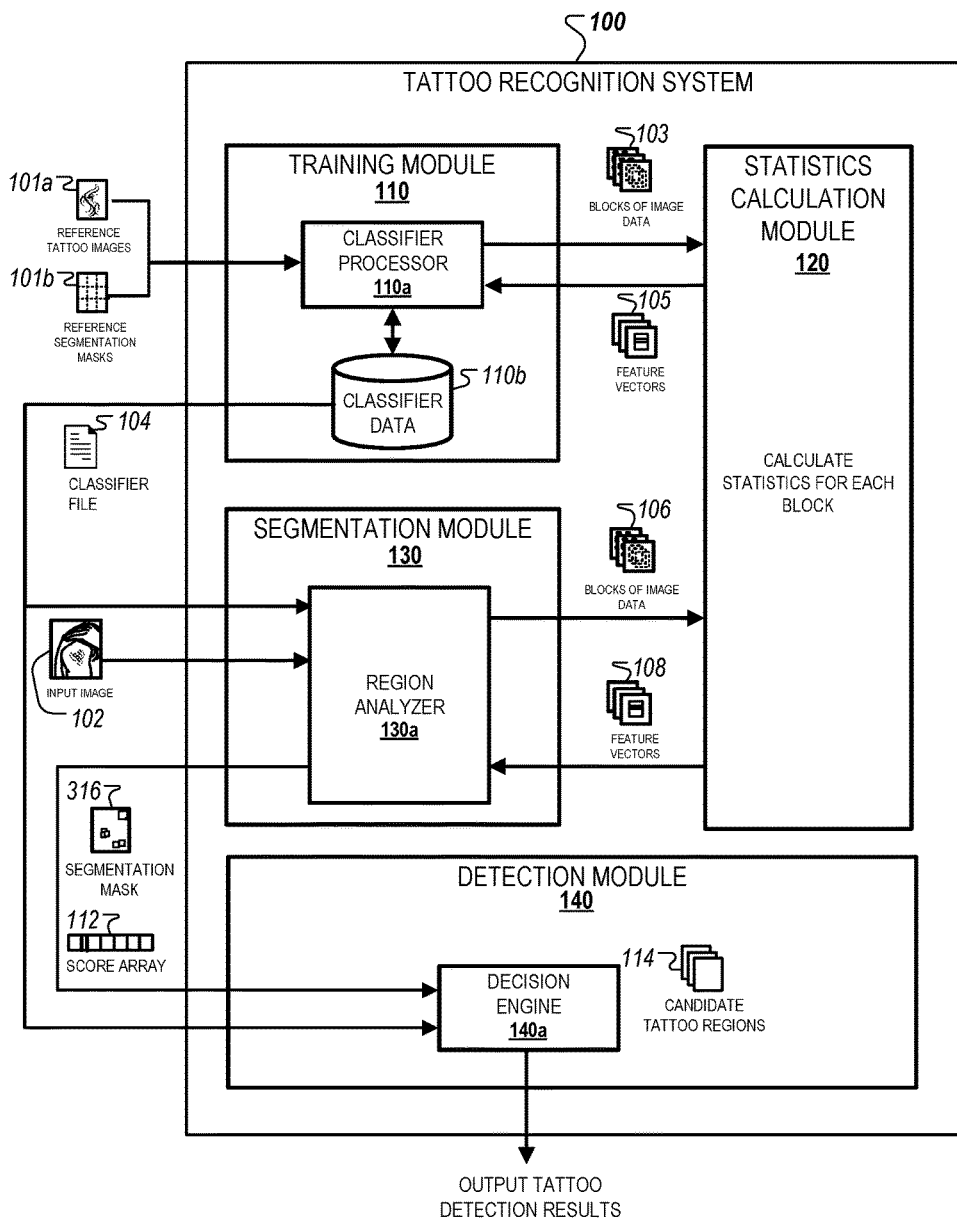 100
TATTOO RECOGNITION SYSTEM
101a
REFERENCE
TATTOO IMAGES
101b
REFERENCE
SEGMENTATION
MASKS
TRAINING MODULE
110
CLASSIFIER
PROCESSOR
110a
110b
CLASSIFIER
DATA
103
BLOCKS OF IMAGE
DATA
105
FEATURE
VECTORS
STATISTICS
CALCULATION
MODULE
120
CALCULATE
STATISTICS FOR EACH
BLOCK
104
CLASSIFIER
FILE
SEGMENTATION MODULE
130
REGION
ANALYZER
130a
106
BLOCKS OF IMAGE
DATA
108
FEATURE
VECTORS
INPUT IMAGE
102
316
SEGMENTATION
MASK
112
SCORE ARRAY
DETECTION MODULE
140
DECISION
ENGINE
140a
114
CANDIDATE
TATTOO REGIONS
OUTPUT TATTOO
DETECTION RESULTS